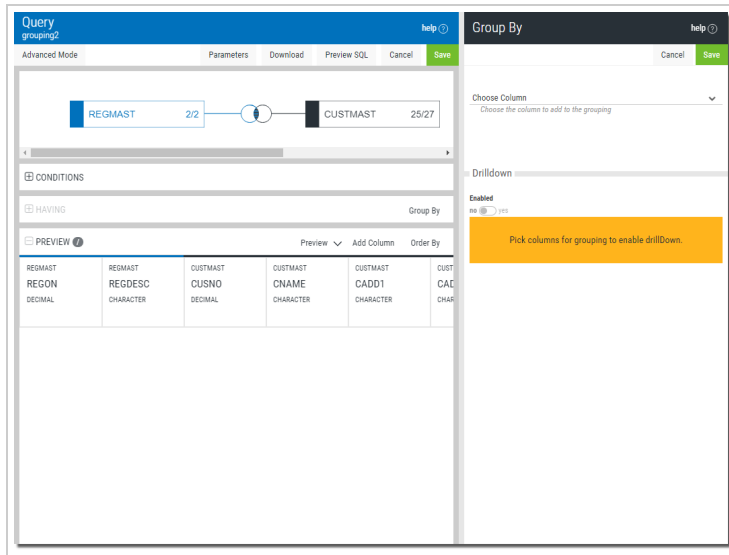 Query
grouping2
help ?
Advanced Mode
Parameters Download Preview SQL Cancel Save
REGMAST 2/2
CUSTMAST 25/27
CONDITIONS
HAVING
Group By
PREVIEW i
Preview Add Column Order By
REGMAST REGMAST CUSTMAST CUSTMAST CUSTMAST CUST
REGON REGDESC CUSNO CNAME CADD1 CAD
DECIMAL CHARACTER DECIMAL CHARACTER CHARACTER CHAR
Group By
help ?
Cancel Save
Choose Column
Choose the column to add to the grouping
Drilldown
Enabled
no yes
Pick columns for grouping to enable drillDown.